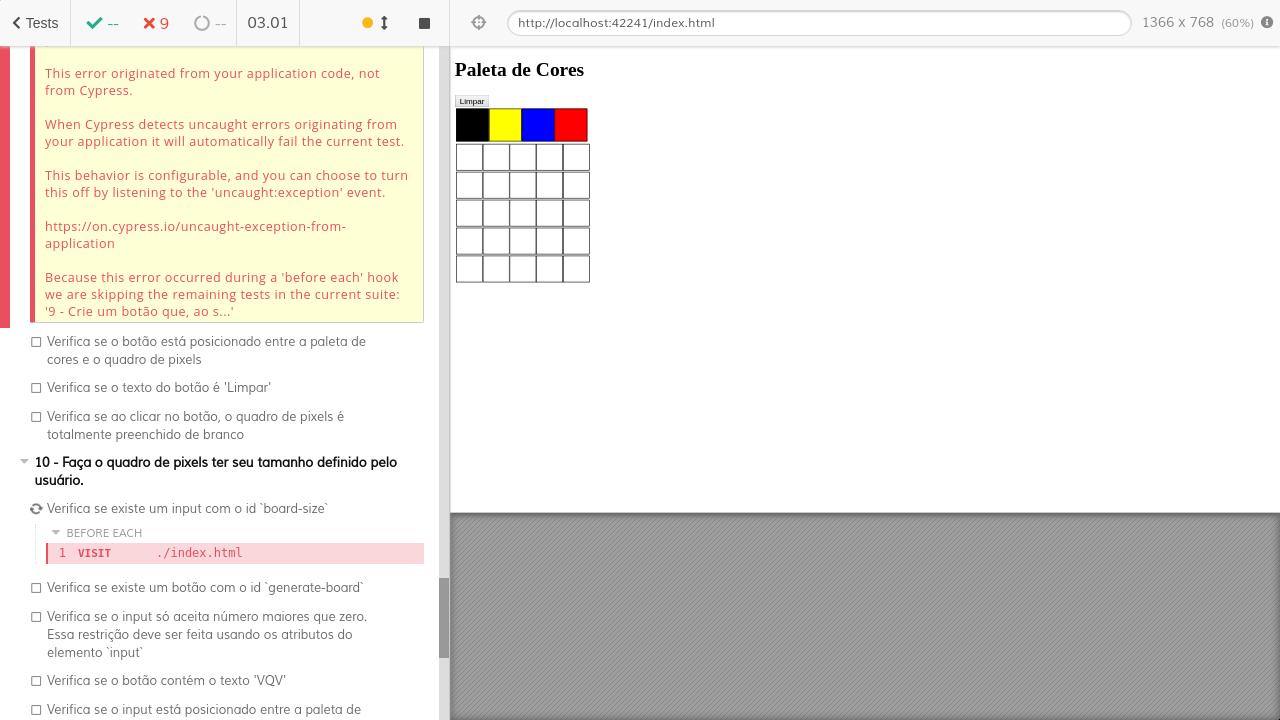 Tests
--
9
--
03.01
http://localhost:42241/index.html
1366 x 768 (60%)
This error originated from your application code, not
from Cypress.
When Cypress detects uncaught errors originating from
your application it will automatically fail the current test.
This behavior is configurable, and you can choose to turn
this off by listening to the 'uncaught:exception' event.
https://on.cypress.io/uncaught-exception-from-
application
Because this error occurred during a 'before each' hook
we are skipping the remaining tests in the current suite:
'9 - Crie um botão que, ao s...'
Verifica se o botão está posicionado entre a paleta de
cores e o quadro de pixels
Verifica se o texto do botão é 'Limpar'
Verifica se ao clicar no botão, o quadro de pixels é
totalmente preenchido de branco
10 - Faça o quadro de pixels ter seu tamanho definido pelo
usuário.
Verifica se existe um input com o id `board-size`
BEFORE EACH
1 VISIT ./index.html
Verifica se existe um botão com o id `generate-board`
Verifica se o input só aceita número maiores que zero.
Essa restrição deve ser feita usando os atributos do
elemento `input`
Verifica se o botão contém o texto 'VQV'
Verifica se o input está posicionado entre a paleta de
Paleta de Cores
Limpar